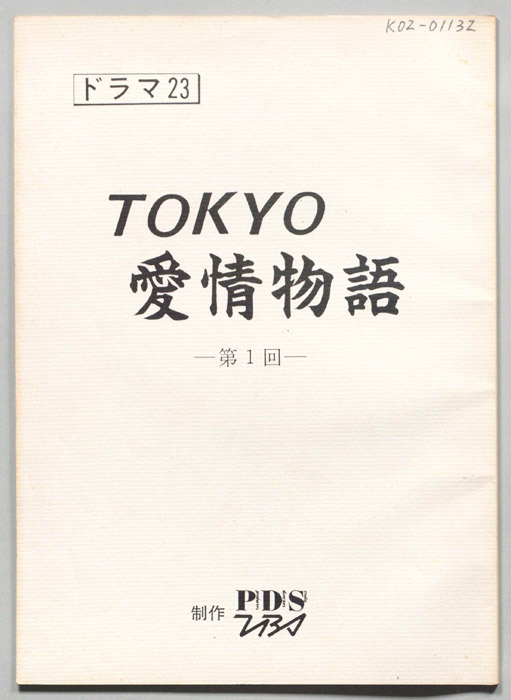 K02-01132
ドラマ23
TOKYO
愛情物語
―第1回―
制作 PDS
TBS